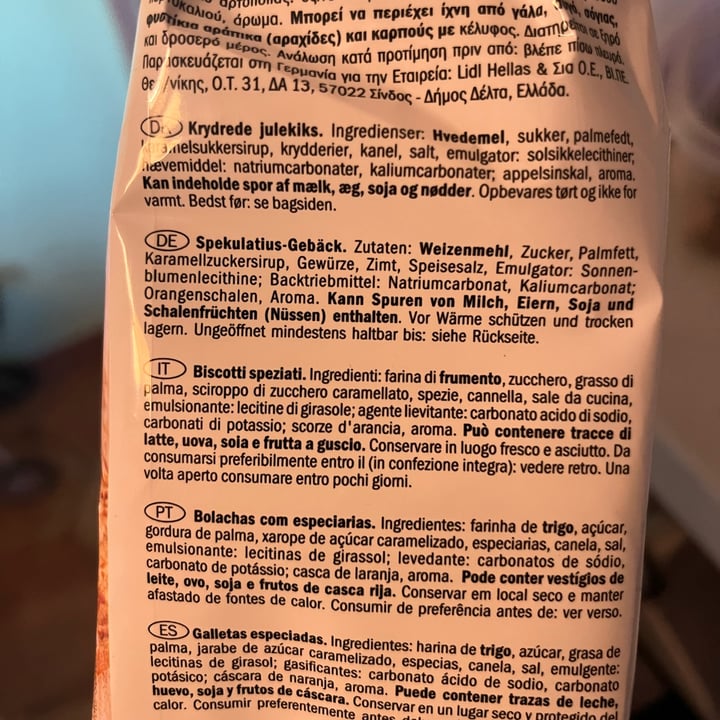 πορτοκαλιού, άρωμα. Μπορεί να περιέχει ίχνη από γάλα, σόγιας,
φυστίκια αράπικα (αραχίδες) και καρπούς με κέλυφος. Διατηρείται σε ξηρό
και δροσερό μέρος. Ανάλωση κατά προτίμηση πριν από: βλέπε πίσω πλευρά.
Παρασκευάζεται στη Γερμανία για την Εταιρεία: Lidl Hellas & Σια Ο.Ε., ΒΙ.ΠΕ.
Θεσ/νίκης, Ο.Τ. 31, ΔΑ 13, 57022 Σίνδος - Δήμος Δέλτα, Ελλάδα.
DK Krydrede julekiks. Ingredienser: Hvedemel, sukker, palmefedt,
karamelsukkersirup, krydderier, kanel, salt, emulgator: solsikkelecithiner;
hævemiddel: natriumcarbonater, kaliumcarbonater; appelsinskal, aroma.
Kan indeholde spor af mælk, æg, soja og nødder. Opbevares tørt og ikke for
varmt. Bedst før: se bagsiden.
DE Spekulatius-Gebäck. Zutaten: Weizenmehl, Zucker, Palmfett,
Karamellzuckersirup, Gewürze, Zimt, Speisesalz, Emulgator: Sonnen-
blumenlecithine; Backtriebmittel: Natriumcarbonat, Kaliumcarbonat;
Orangenschalen, Aroma. Kann Spuren von Milch, Eiern, Soja und
Schalenfrüchten (Nüssen) enthalten. Vor Wärme schützen und trocken
lagern. Ungeöffnet mindestens haltbar bis: siehe Rückseite.
IT Biscotti speziati. Ingredienti: farina di frumento, zucchero, grasso di
palma, sciroppo di zucchero caramellato, spezie, cannella, sale da cucina,
emulsionante: lecitine di girasole; agente lievitante: carbonato acido di sodio,
carbonati di potassio; scorze d'arancia, aroma. Può contenere tracce di
latte, uova, soia e frutta a guscio. Conservare in luogo fresco e asciutto. Da
consumarsi preferibilmente entro il (in confezione integra): vedere retro. Una
volta aperto consumare entro pochi giorni.
PT Bolachas com especiarias. Ingredientes: farinha de trigo, açúcar,
gordura de palma, xarope de açúcar caramelizado, especiarias, canela, sal,
emulsionante: lecitinas de girassol; levedante: carbonatos de sódio,
carbonato de potássio; casca de laranja, aroma. Pode conter vestígios de
leite, ovo, soja e frutos de casca rija. Conservar em local seco e manter
afastado de fontes de calor. Consumir de preferência antes de: ver verso.
ES Galletas especiadas. Ingredientes: harina de trigo, azúcar, grasa de
palma, jarabe de azúcar caramelizado, especias, canela, sal, emulgente:
lecitinas de girasol; gasificantes: carbonato ácido de sodio, carbonato
potásico; cáscara de naranja, aroma. Puede contener trazas de leche,
huevo, soja y frutos de cáscara. Conservar en un lugar seco y protegido del
calor. Consumir preferentemente antes